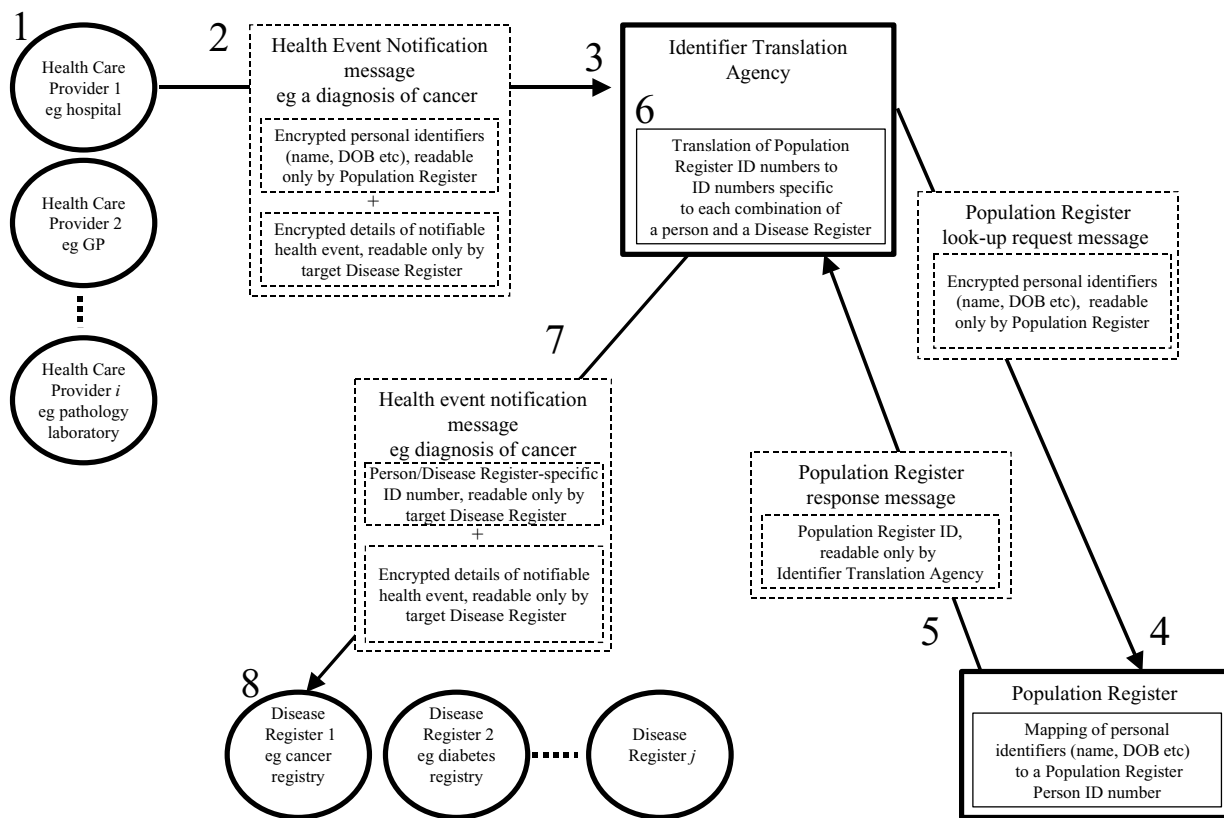 1
Health Care
Provider 1
eg hospital
Health Care
Provider 2
eg GP
Health Care
Provider i
eg pathology
laboratory
2
Health Event Notification
message
eg a diagnosis of cancer
Encrypted personal identifiers
(name, DOB etc), readable
only by Population Register
+
Encrypted details of notifiable
health event, readable only by
target Disease Register
3
Identifier Translation
Agency
6
Translation of Population
Register ID numbers to
ID numbers specific
to each combination of
a person and a Disease Register
Population Register
look-up request message
Encrypted personal identifiers
(name, DOB etc),  readable
only by Population Register
4
Population Register
Mapping of personal
identifiers (name, DOB etc)
to a Population Register
Person ID number
5
Population Register
response message
Population Register ID,
readable only by
Identifier Translation Agency
7
Health event notification
message
eg diagnosis of cancer
Person/Disease Register-specific
ID number, readable only by
target Disease Register
+
Encrypted details of notifiable
health event, readable only by
target Disease Register
8
Disease
Register 1
eg cancer
registry
Disease
Register 2
eg diabetes
registry
Disease
Register j